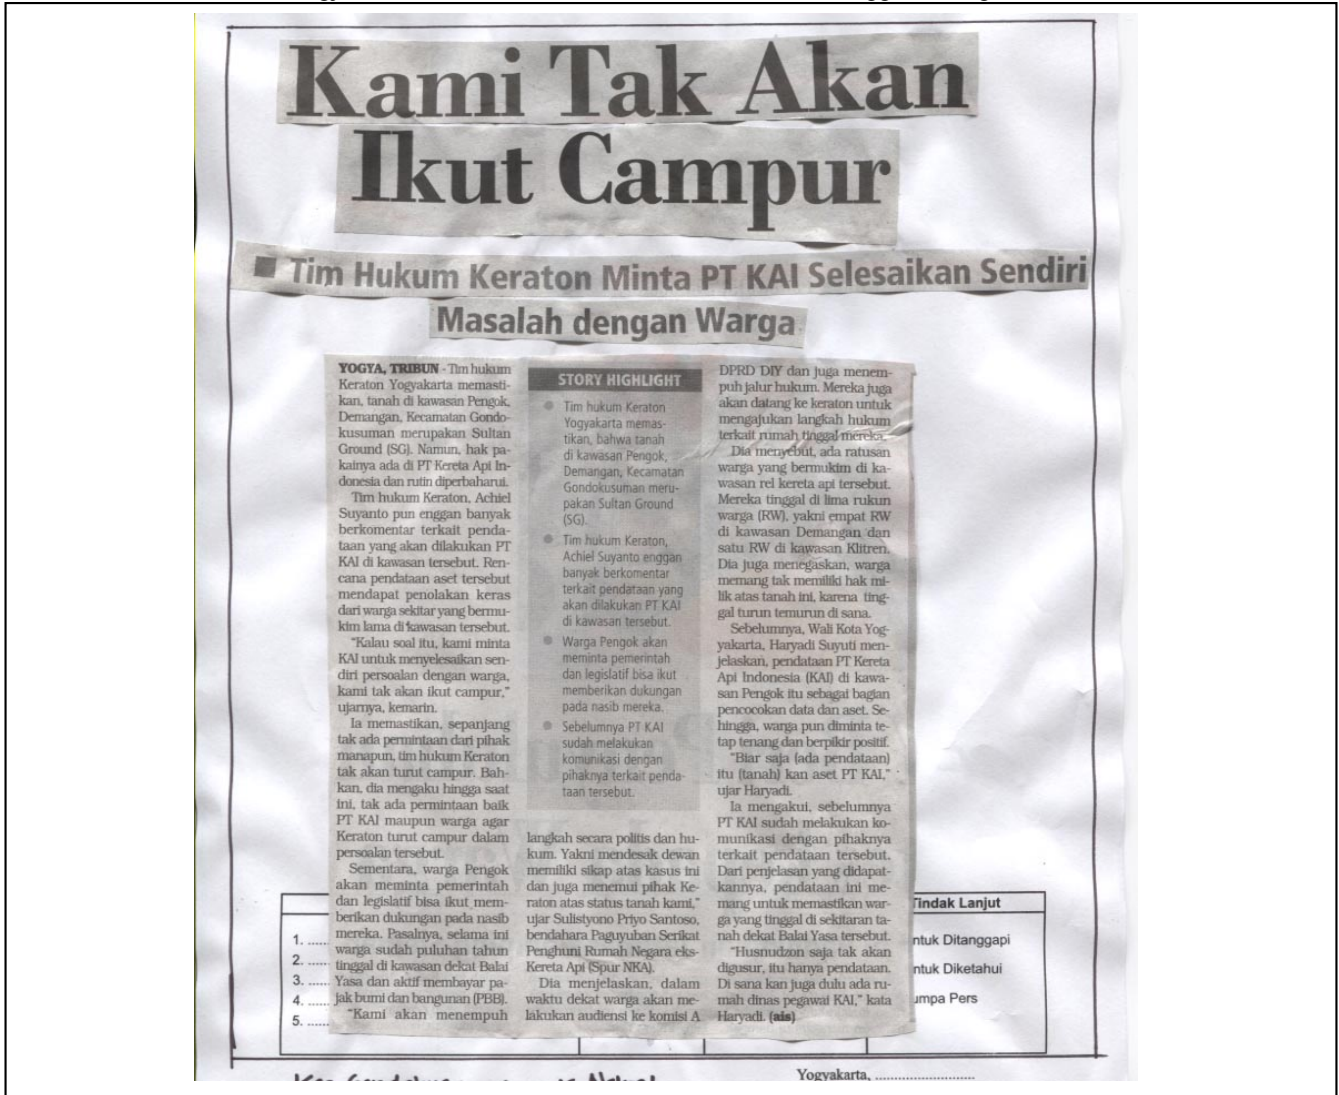 Kami Tak Akan
Ikut Campur
■ Tim Hukum Keraton Minta PT KAI Selesaikan Sendiri
Masalah dengan Warga
YOGYA, TRIBUN - Tim hukum
Keraton Yogyakarta memasti-
kan, tanah di kawasan Pengok,
Demangan, Kecamatan Gondo-
kusuman merupakan Sultan
Ground (SG). Namun, hak pa-
kainya ada di PT Kereta Api In-
donesia dan rutin diperbaharui.
Tim hukum Keraton, Achiel
Suyanto pun enggan banyak
berkomentar terkait penda-
taan yang akan dilakukan PT
KAI di kawasan tersebut. Ren-
cana pendataan aset tersebut
mendapat penolakan keras
dari warga sekitar yang bermu-
kim lama di kawasan tersebut.
"Kalau soal itu, kami minta
KAI untuk menyelesaikan sen-
diri persoalan dengan warga,
kami tak akan ikut campur,"
ujarnya, kemarin.
Ia memastikan, sepanjang
tak ada permintaan dari pihak
manapun, tim hukum Keraton
tak akan turut campur. Bah-
kan, dia mengaku hingga saat
ini, tak ada permintaan baik
PT KAI maupun warga agar
Keraton turut campur dalam
persoalan tersebut.
Sementara, warga Pengok
akan meminta pemerintah
dan legislatif bisa ikut mem-
berikan dukungan pada nasib
mereka. Pasalnya, selama ini
warga sudah puluhan tahun
tinggal di kawasan dekat Balai
Yasa dan aktif membayar pa-
jak bumi dan bangunan (PBB).
"Kami akan menempuh
STORY HIGHLIGHT
● Tim hukum Keraton
Yogyakarta memas-
tikan, bahwa tanah
di kawasan Pengok,
Demangan, Kecamatan
Gondokusuman meru-
pakan Sultan Ground
(SG).
● Tim hukum Keraton,
Achiel Suyanto enggan
banyak berkomentar
terkait pendataan yang
akan dilakukan PT KAI
di kawasan tersebut.
● Warga Pengok akan
meminta pemerintah
dan legislatif bisa ikut
memberikan dukungan
pada nasib mereka.
● Sebelumnya PT KAI
sudah melakukan
komunikasi dengan
pihaknya terkait penda-
taan tersebut.
langkah secara politis dan hu-
kum. Yakni mendesak dewan
memiliki sikap atas kasus ini
dan juga menemui pihak Ke-
raton atas status tanah kami,"
ujar Sulistyono Priyo Santoso,
bendahara Paguyuban Serikat
Penghuni Rumah Negara eks-
Kereta Api (Spur NKA).
Dia menjelaskan, dalam
waktu dekat warga akan me-
lakukan audiensi ke komisi A
DPRD DIY dan juga menem-
puh jalur hukum. Mereka juga
akan datang ke keraton untuk
mengajukan langkah hukum
terkait rumah tinggal mereka.
Dia menyebut, ada ratusan
warga yang bermukim di ka-
wasan rel kereta api tersebut.
Mereka tinggal di lima rukun
warga (RW), yakni empat RW
di kawasan Demangan dan
satu RW di kawasan Klitren.
Dia juga menegaskan, warga
memang tak memiliki hak mi-
lik atas tanah ini, karena ting-
gal turun temurun di sana.
Sebelumnya, Wali Kota Yog-
yakarta, Haryadi Suyuti men-
jelaskan, pendataan PT Kereta
Api Indonesia (KAI) di kawa-
san Pengok itu sebagai bagian
pencocokan data dan aset. Se-
hingga, warga pun diminta te-
tap tenang dan berpikir positif.
"Biar saja (ada pendataan)
itu (tanah) kan aset PT KAI,"
ujar Haryadi.
Ia mengakui, sebelumnya
PT KAI sudah melakukan ko-
munikasi dengan pihaknya
terkait pendataan tersebut.
Dari penjelasan yang didapat-
kannya, pendataan ini me-
mang untuk memastikan war-
ga yang tinggal di sekitaran ta-
nah dekat Balai Yasa tersebut.
"Husnudzon saja tak akan
digusur, itu hanya pendataan.
Di sana kan juga dulu ada ru-
mah dinas pegawai KAI," kata
Haryadi. (ais)
1. ......
2. ......
3. ......
4. ......
5. ......
Tindak Lanjut
ntuk Ditanggapi
ntuk Diketahui
umpa Pers
Yogyakarta, ............................